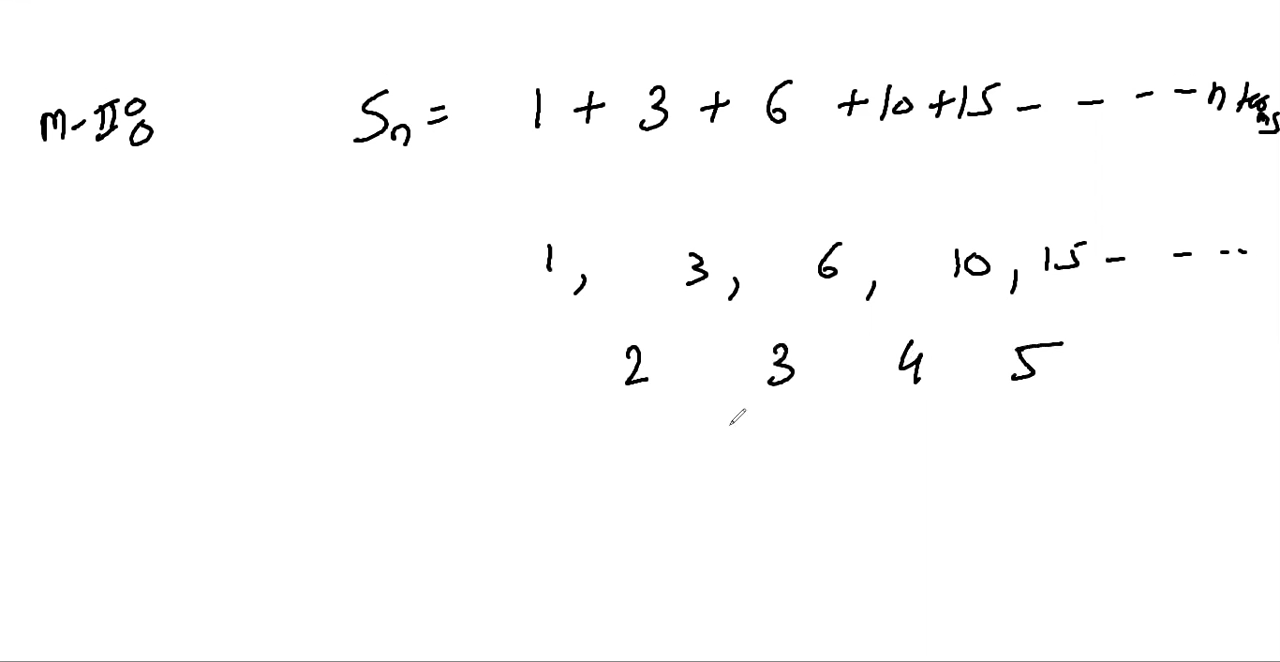 m-II: Sn = 1 + 3 + 6 + 10 + 15 - - - - n terms
1, 3, 6, 10, 15 - - --
2 3 4 5